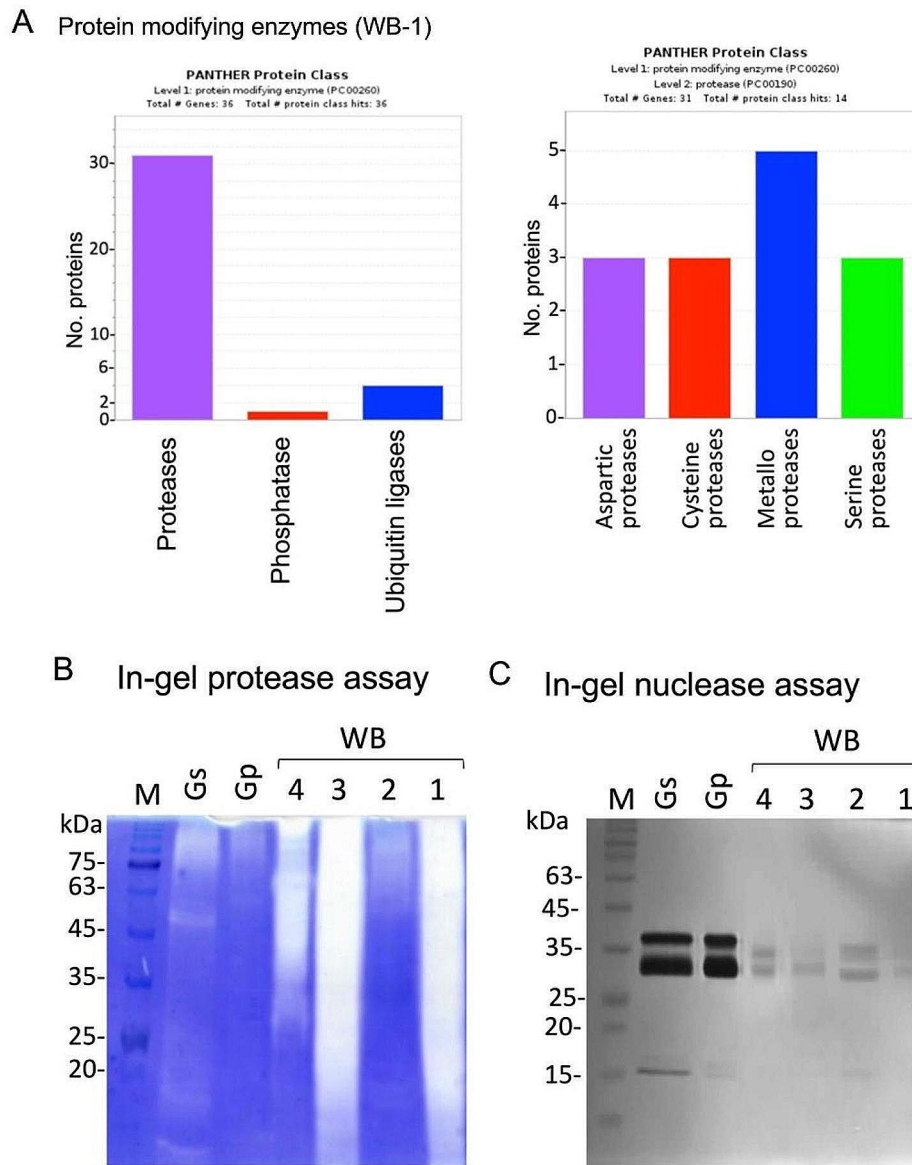 A Protein modifying enzymes (WB-1)
PANTHER Protein Class
Level 1: protein modifying enzyme (PC00260)
Total # Genes: 36 Total # protein class hits: 36
No. proteins
30
20
10
6
2
0
Proteases
Phosphatase
Ubiquitin ligases
PANTHER Protein Class
Level 1: protein modifying enzyme (PC00260)
Level 2: protease (PC00190)
Total # Genes: 31 Total # protein class hits: 14
No. proteins
5
4
3
2
1
0
Aspartic
proteases
Cysteine
proteases
Metallo
proteases
Serine
proteases
B In-gel protease assay
WB
M Gs Gp 4 3 2 1
kDa
75-
63-
45-
35-
25-
20-
C In-gel nuclease assay
WB
M Gs Gp 4 3 2 1
kDa
63-
45-
35-
25-
20-
15-